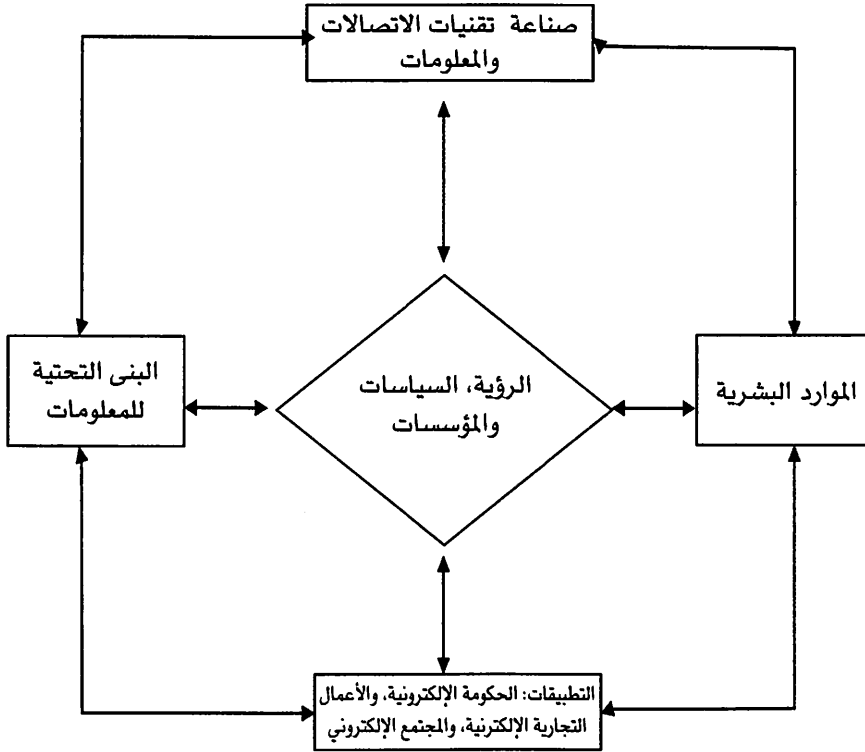 صناعة تقنيات الاتصالات
والمعلومات
الموارد البشرية
الرؤية، السياسات
والمؤسسات
البنى التحتية
للمعلومات
التطبيقات: الحكومة الإلكترونية، والأعمال
التجارية الإلكترنية، والمجتمع الإلكتروني